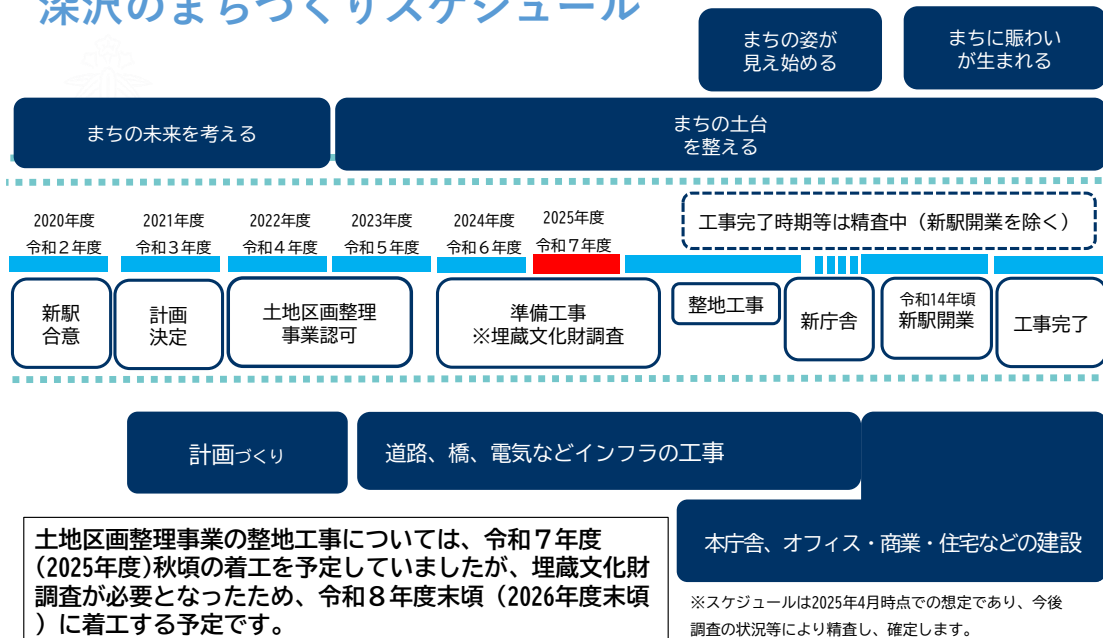 深沢のまちづくりスケジュール
まちの姿が
見え始める
まちに賑わい
が生まれる
まちの未来を考える
まちの土台
を整える
2020年度
令和2年度
2021年度
令和3年度
2022年度
令和4年度
2023年度
令和5年度
2024年度
令和6年度
2025年度
令和7年度
工事完了時期等は精査中（新駅開業を除く）
新駅
合意
計画
決定
土地区画整理
事業認可
準備工事
※埋蔵文化財調査
整地工事
新庁舎
令和14年頃
新駅開業
工事完了
計画づくり
道路、橋、電気などインフラの工事
本庁舎、オフィス・商業・住宅などの建設
土地区画整理事業の整地工事については、令和７年度
(2025年度)秋頃の着工を予定していましたが、埋蔵文化財
調査が必要となったため、令和８年度末頃（2026年度末頃
）に着工する予定です。
※スケジュールは2025年4月時点での想定であり、今後
調査の状況等により精査し、確定します。